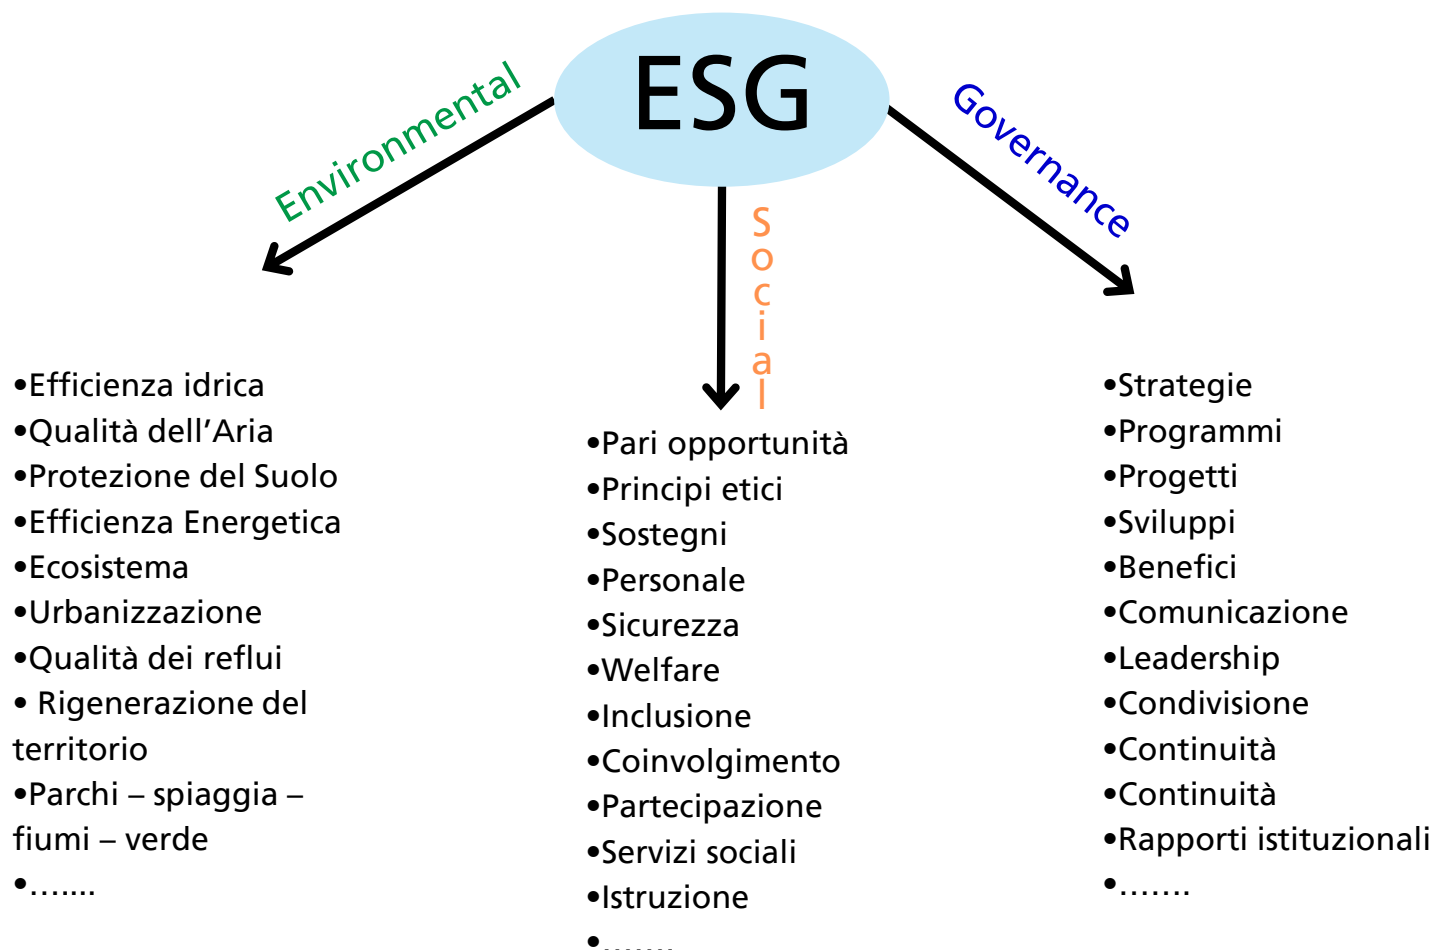 ESG
Environmental
Social
Governance
•Efficienza idrica
•Qualità dell’Aria
•Protezione del Suolo
•Efficienza Energetica
•Ecosistema
•Urbanizzazione
•Qualità dei reflui
• Rigenerazione del
territorio
•Parchi – spiaggia –
fiumi – verde
•…....
•Pari opportunità
•Principi etici
•Sostegni
•Personale
•Sicurezza
•Welfare
•Inclusione
•Coinvolgimento
•Partecipazione
•Servizi sociali
•Istruzione
•…….
•Strategie
•Programmi
•Progetti
•Sviluppi
•Benefici
•Comunicazione
•Leadership
•Condivisione
•Continuità
•Continuità
•Rapporti istituzionali
•…….